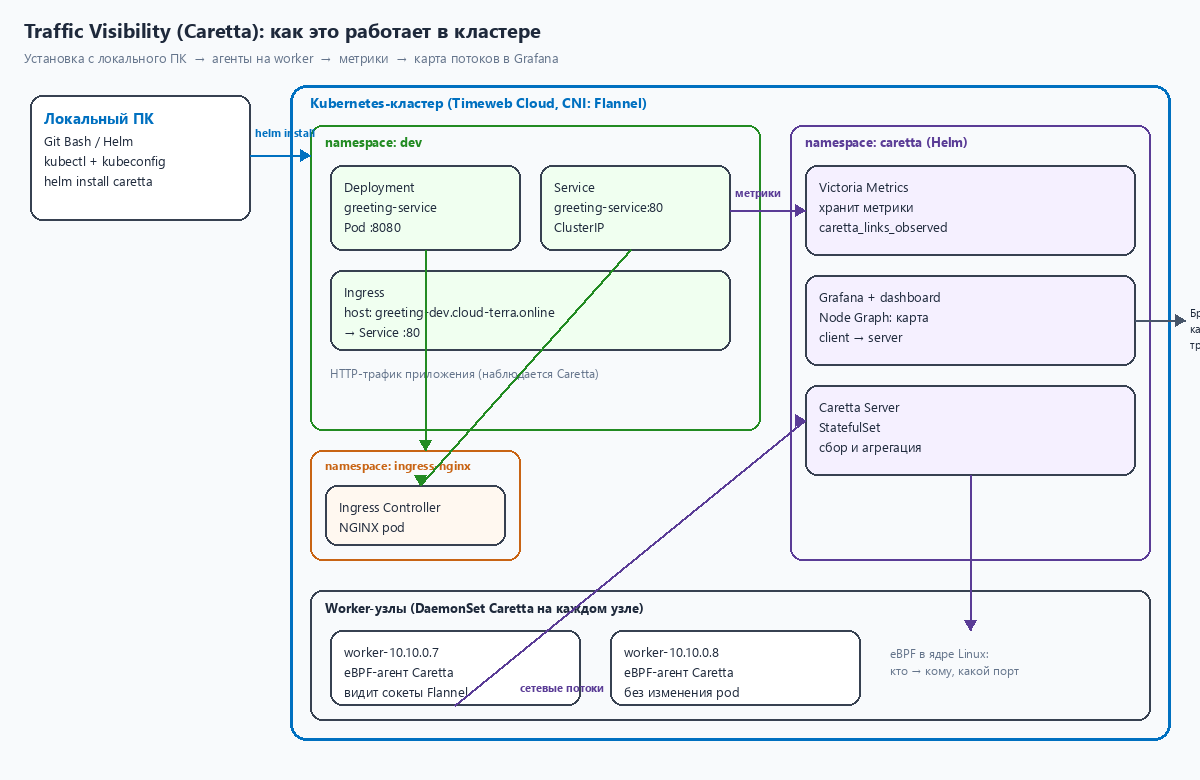 Traffic Visibility (Caretta): как это работает в кластере
Установка с локального ПК → агенты на worker → метрики → карта потоков в Grafana
Локальный ПК
Git Bash / Helm
kubectl + kubeconfig
helm install caretta
helm install
Kubernetes-кластер (Timeweb Cloud, CNI: Flannel)
namespace: dev
Deployment
greeting-service
Pod :8080
Service
greeting-service:80
ClusterIP
метрики
Ingress
host: greeting-dev.cloud-terra.online
→ Service :80
HTTP-трафик приложения (наблюдается Caretta)
namespace: ingress-nginx
Ingress Controller
NGINX pod
namespace: caretta (Helm)
Victoria Metrics
хранит метрики
caretta_links_observed
Grafana + dashboard
Node Graph: карта
client → server
Caretta Server
StatefulSet
сбор и агрегация
Worker-узлы (DaemonSet Caretta на каждом узле)
worker-10.10.0.7
eBPF-агент Caretta
видит сокеты Flannel
сетевые потоки
worker-10.10.0.8
eBPF-агент Caretta
без изменения pod
eBPF в ядре Linux:
кто → кому, какой порт